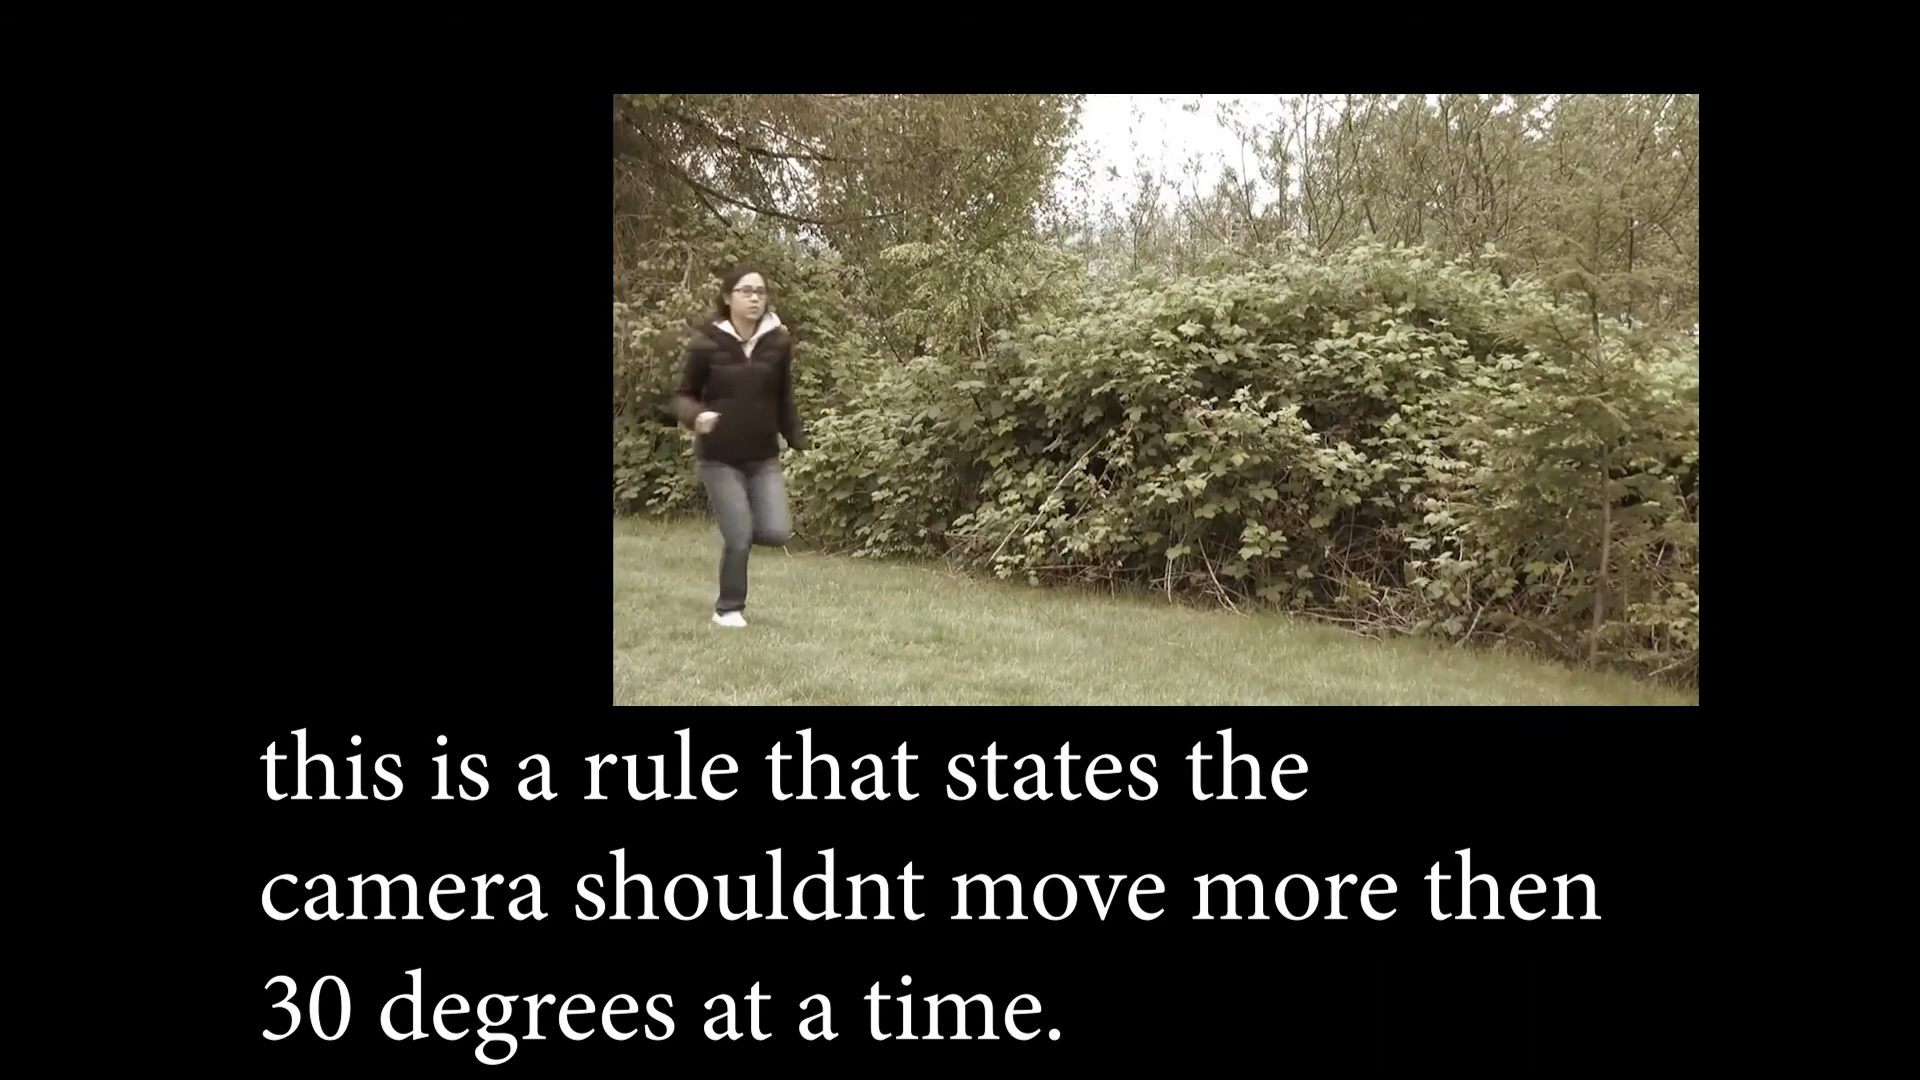 this is a rule that states the
camera shouldnt move more then
30 degrees at a time.